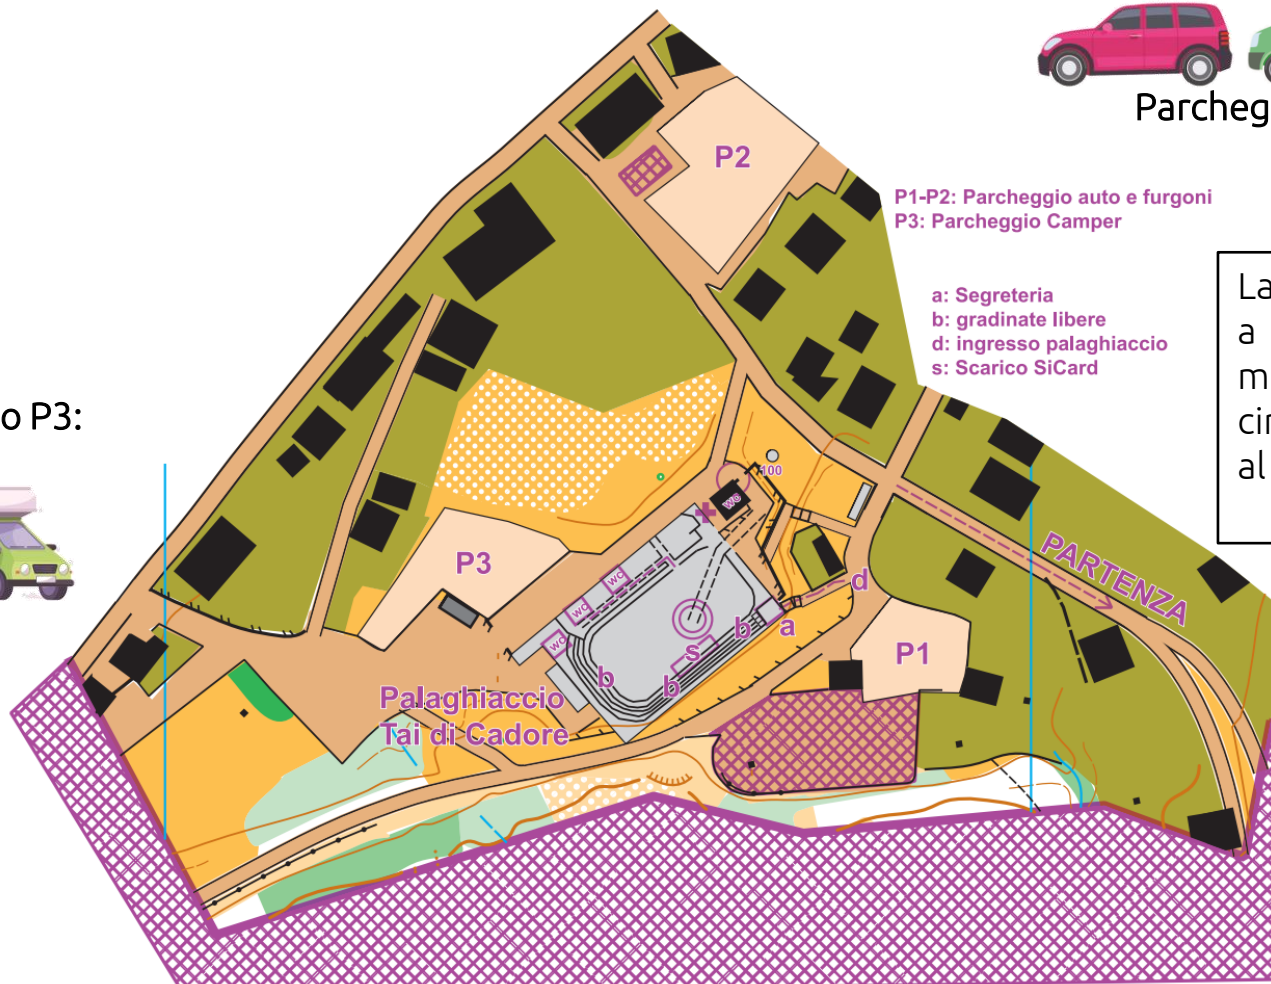 Parcheg
P2
P1-P2: Parcheggio auto e furgoni
P3: Parcheggio Camper
a: Segreteria
b: gradinate libere
d: ingresso palaghiaccio
s: Scarico SiCard
La
a
m
cir
al
o P3:
100
wc
P3
wc
wc
wc
PARTENZA
d
a
b
s
b
b
P1
Palaghiaccio
Tai di Cadore